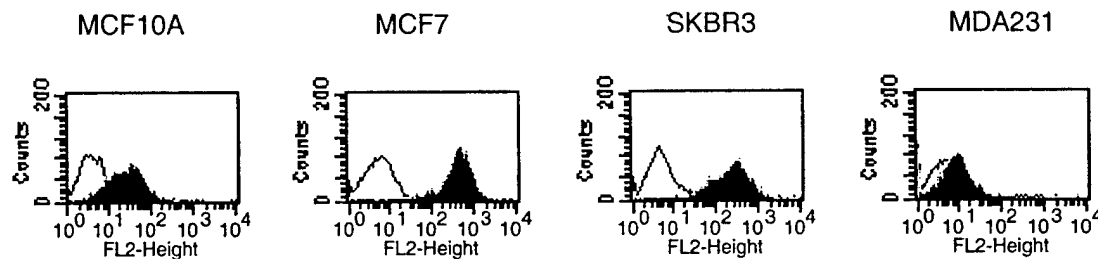 MCF10A MCF7 SKBR3 MDA231
200 200 200 200
Counts Counts Counts Counts
0 0 0 0
10^0 10^1 10^2 10^3 10^4 10^0 10^1 10^2 10^3 10^4 10^0 10^1 10^2 10^3 10^4 10^0 10^1 10^2 10^3 10^4
FL2-Height FL2-Height FL2-Height FL2-Height